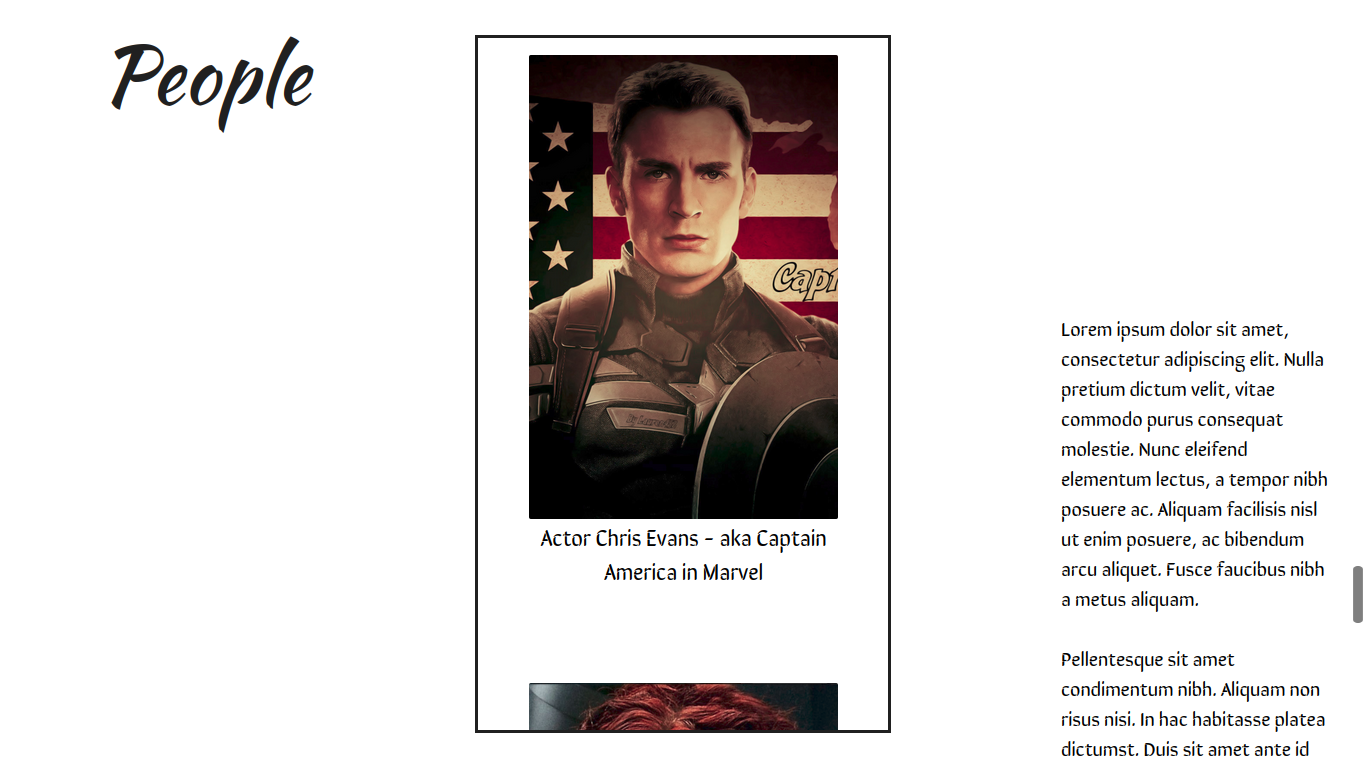 People
Capt
Actor Chris Evans - aka Captain
America in Marvel
Lorem ipsum dolor sit amet,
consectetur adipiscing elit. Nulla
pretium dictum velit, vitae
commodo purus consequat
molestie. Nunc eleifend
elementum lectus, a tempor nibh
posuere ac. Aliquam facilisis nisl
ut enim posuere, ac bibendum
arcu aliquet. Fusce faucibus nibh
a metus aliquam.
Pellentesque sit amet
condimentum nibh. Aliquam non
risus nisi. In hac habitasse platea
dictumst. Duis sit amet ante id